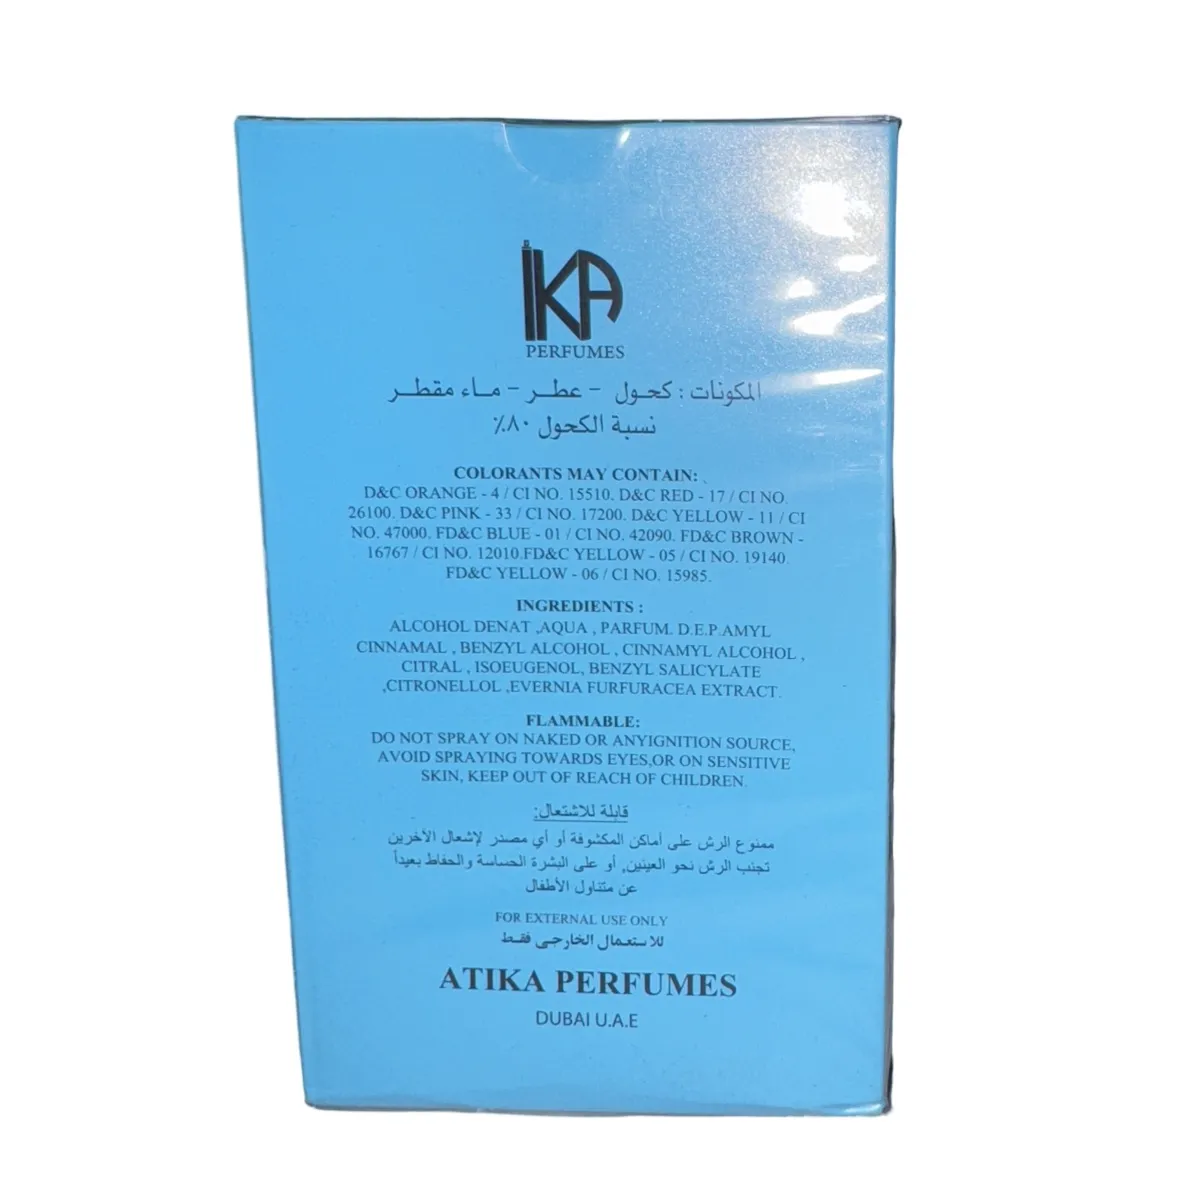 IKA
PERFUMES
المكونات : كحول - عطر - ماء مقطر
نسبة الكحول ٨٠٪
COLORANTS MAY CONTAIN:
D&C ORANGE - 4 / CI NO. 15510. D&C RED - 17 / CI NO.
26100. D&C PINK - 33 / CI NO. 17200. D&C YELLOW - 11 / CI
NO. 47000. FD&C BLUE - 01 / CI NO. 42090. FD&C BROWN -
16767 / CI NO. 12010.FD&C YELLOW - 05 / CI NO. 19140.
FD&C YELLOW - 06 / CI NO. 15985.
INGREDIENTS :
ALCOHOL DENAT ,AQUA , PARFUM. D.E.P.AMYL
CINNAMAL , BENZYL ALCOHOL , CINNAMYL ALCOHOL ,
CITRAL , ISOEUGENOL, BENZYL SALICYLATE
,CITRONELLOL ,EVERNIA FURFURACEA EXTRACT.
FLAMMABLE:
DO NOT SPRAY ON NAKED OR ANYIGNITION SOURCE,
AVOID SPRAYING TOWARDS EYES,OR ON SENSITIVE
SKIN, KEEP OUT OF REACH OF CHILDREN.
قابلة للاشتعال:
ممنوع الرش على أماكن المكشوفة أو أي مصدر لإشعال الآخرين
تجنب الرش نحو العينين, أو على البشرة الحساسة والحفاظ بعيداً
عن متناول الأطفال
FOR EXTERNAL USE ONLY
للاستعمال الخارجى فقط
ATIKA PERFUMES
DUBAI U.A.E